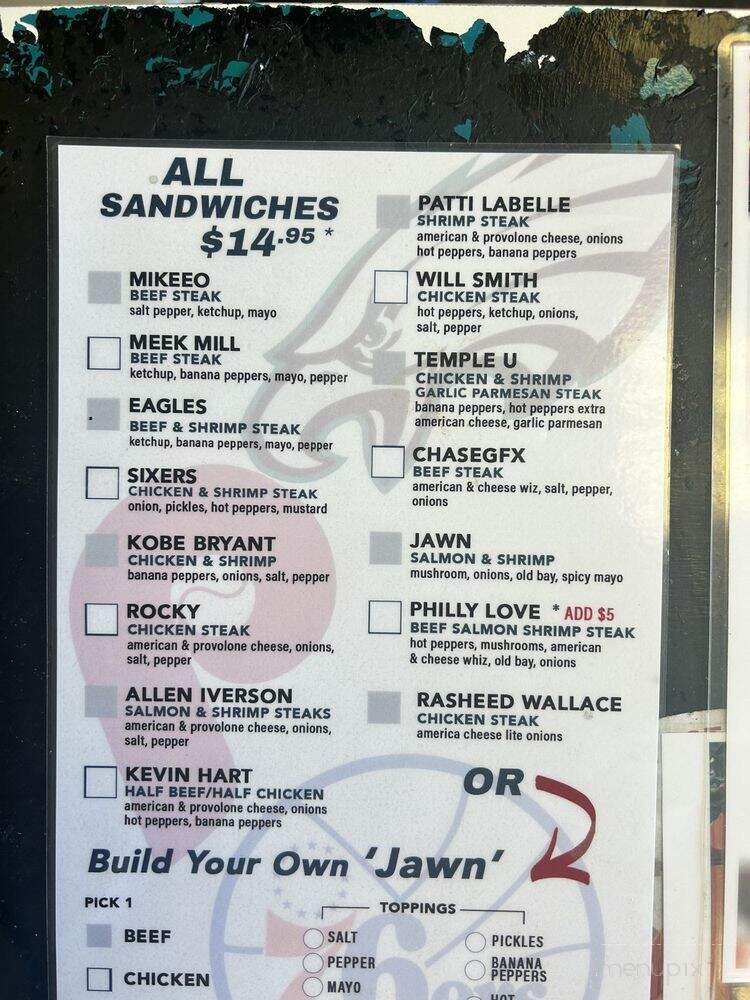 ALL
SANDWICHES
$14.95 *
MIKEEO
BEEF STEAK
salt pepper, ketchup, mayo
MEEK MILL
BEEF STEAK
ketchup, banana peppers, mayo, pepper
EAGLES
BEEF & SHRIMP STEAK
ketchup, banana peppers, mayo, pepper
SIXERS
CHICKEN & SHRIMP STEAK
onion, pickles, hot peppers, mustard
KOBE BRYANT
CHICKEN & SHRIMP
banana peppers, onions, salt, pepper
ROCKY
CHICKEN STEAK
american & provolone cheese, onions,
salt, pepper
ALLEN IVERSON
SALMON & SHRIMP STEAKS
american & provolone cheese, onions,
salt, pepper
KEVIN HART
HALF BEEF/HALF CHICKEN
american & provolone cheese, onions
hot peppers, banana peppers
PATTI LABELLE
SHRIMP STEAK
american & provolone cheese, onions
hot peppers, banana peppers
WILL SMITH
CHICKEN STEAK
hot peppers, ketchup, onions,
salt, pepper
TEMPLE U
CHICKEN & SHRIMP
GARLIC PARMESAN STEAK
banana peppers, hot peppers extra
american cheese, garlic parmesan
CHASEGFX
BEEF STEAK
american & cheese wiz, salt, pepper,
onions
JAWN
SALMON & SHRIMP
mushroom, onions, old bay, spicy mayo
PHILLY LOVE * ADD $5
BEEF SALMON SHRIMP STEAK
hot peppers, mushrooms, american
& cheese whiz, old bay, onions
RASHEED WALLACE
CHICKEN STEAK
america cheese lite onions
OR
Build Your Own 'Jawn'
PICK 1
BEEF
CHICKEN
TOPPINGS
SALT
PEPPER
MAYO
PICKLES
BANANA
PEPPERS
HOT
76ers
menupix